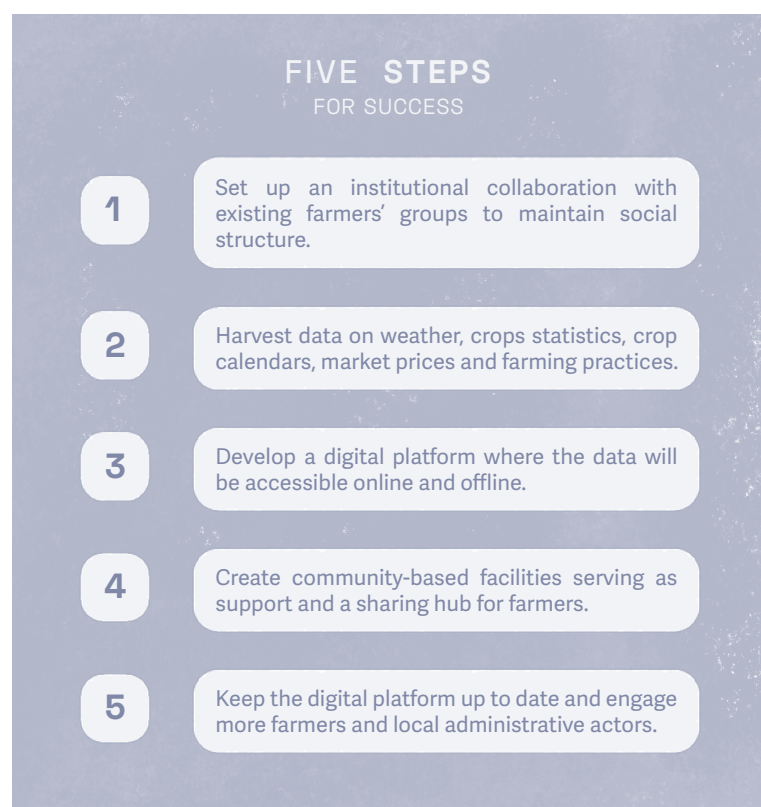 FIVE STEPS
FOR SUCCESS
1
Set up an institutional collaboration with
existing farmers’ groups to maintain social
structure.
2
Harvest data on weather, crops statistics, crop
calendars, market prices and farming practices.
3
Develop a digital platform where the data will
be accessible online and offline.
4
Create community-based facilities serving as
support and a sharing hub for farmers.
5
Keep the digital platform up to date and engage
more farmers and local administrative actors.